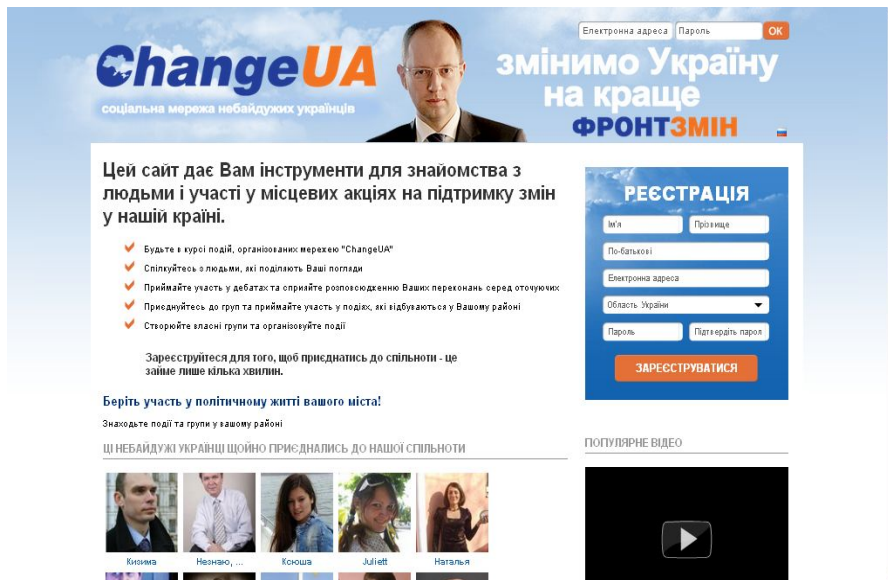 Електронна адреса Пароль OK
ChangeUA
соціальна мережа небайдужих українців
змінимо Україну
на краще
ФРОНТЗМІН
Цей сайт дає Вам інструменти для знайомства з
людьми і участі у місцевих акціях на підтримку змін
у нашій країні.
Будьте в курсі подій, організованих мережею "ChangeUA"
Спілкуйтесь з людьми, які поділяють Ваші погляди
Приймайте участь у дебатах та сприяйте розповсюдженню Ваших переконань серед оточуючих
Приєднуйтесь до груп та приймайте участь у подіях, які відбуваються у Вашому районі
Створюйте власні групи та організовуйте події
Зареєструйтеся для того, щоб приєднатись до спільноти - це
займе лише кілька хвилин.
Беріть участь у політичному житті вашого міста!
Знаходьте події та групи у вашому районі
ЦІ НЕБАЙДУЖІ УКРАЇНЦІ ЩОЙНО ПРИЄДНАЛИСЬ ДО НАШОЇ СПІЛЬНОТИ
Кизима Незнаю, ... Ксюша Juliett Наталья
РЕЄСТРАЦІЯ
Ім'я Прізвище
По-батькові
Електронна адреса
Область України
Пароль Підтвердіть парол
ЗАРЕЄСТРУВАТИСЯ
ПОПУЛЯРНЕ ВІДЕО